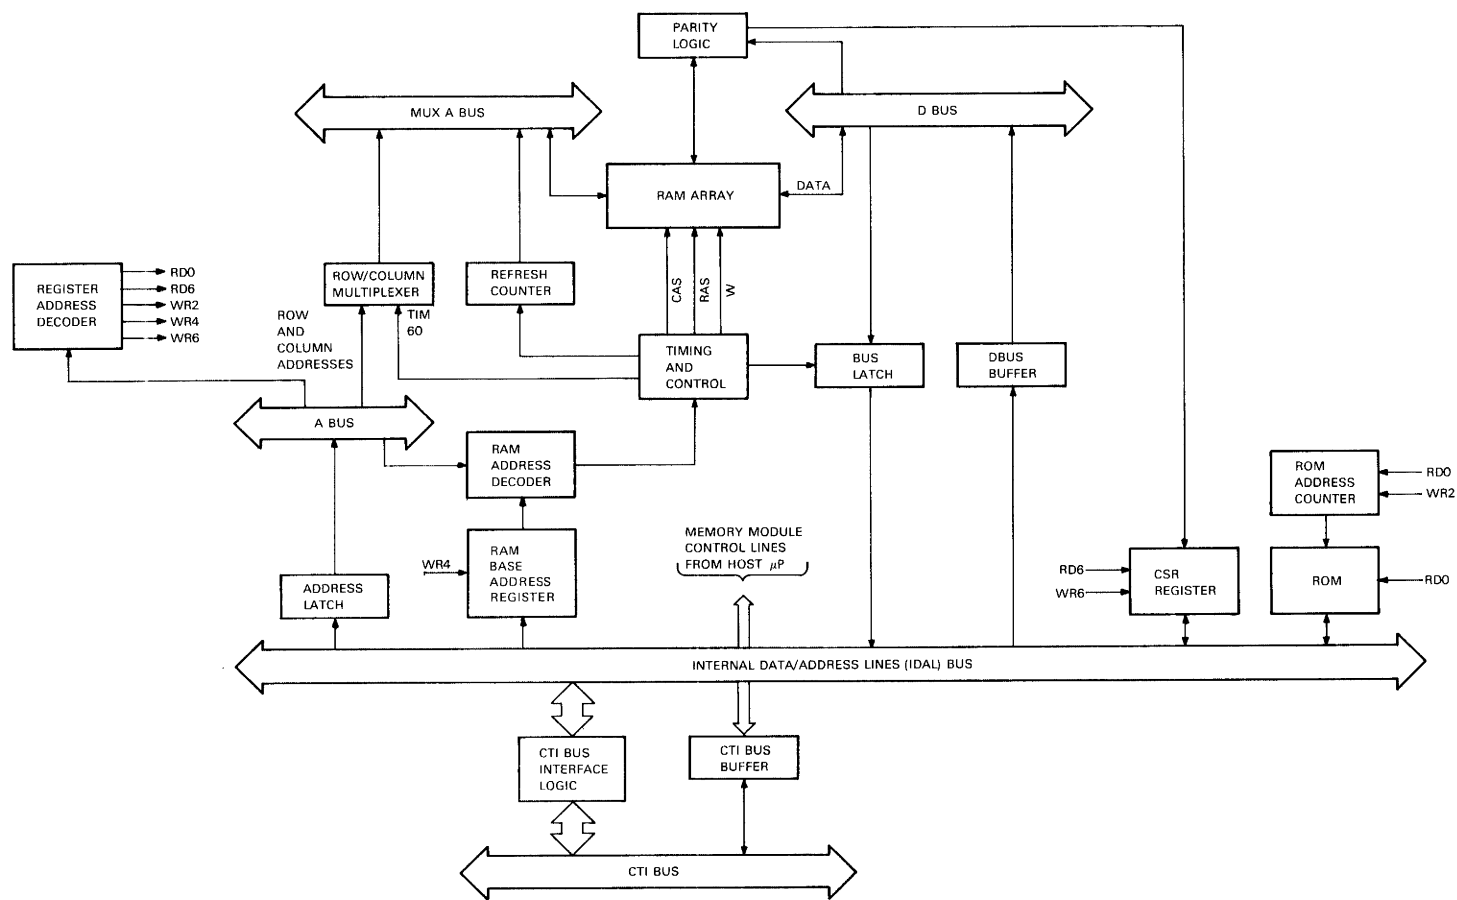 PARITY
LOGIC
MUX A BUS
D BUS
RAM ARRAY
DATA
REGISTER
ADDRESS
DECODER
RD0
RD6
WR2
WR4
WR6
ROW/COLUMN
MULTIPLEXER
REFRESH
COUNTER
CAS
RAS
W
ROW
AND
COLUMN
ADDRESSES
TIM
60
TIMING
AND
CONTROL
BUS
LATCH
DBUS
BUFFER
A BUS
RAM
ADDRESS
DECODER
ROM
ADDRESS
COUNTER
RD0
WR2
WR4
RAM
BASE
ADDRESS
REGISTER
MEMORY MODULE
CONTROL LINES
FROM HOST μP
ADDRESS
LATCH
RD6
WR6
CSR
REGISTER
ROM
RD0
INTERNAL DATA/ADDRESS LINES (IDAL) BUS
CTI BUS
INTERFACE
LOGIC
CTI BUS
BUFFER
CTI BUS